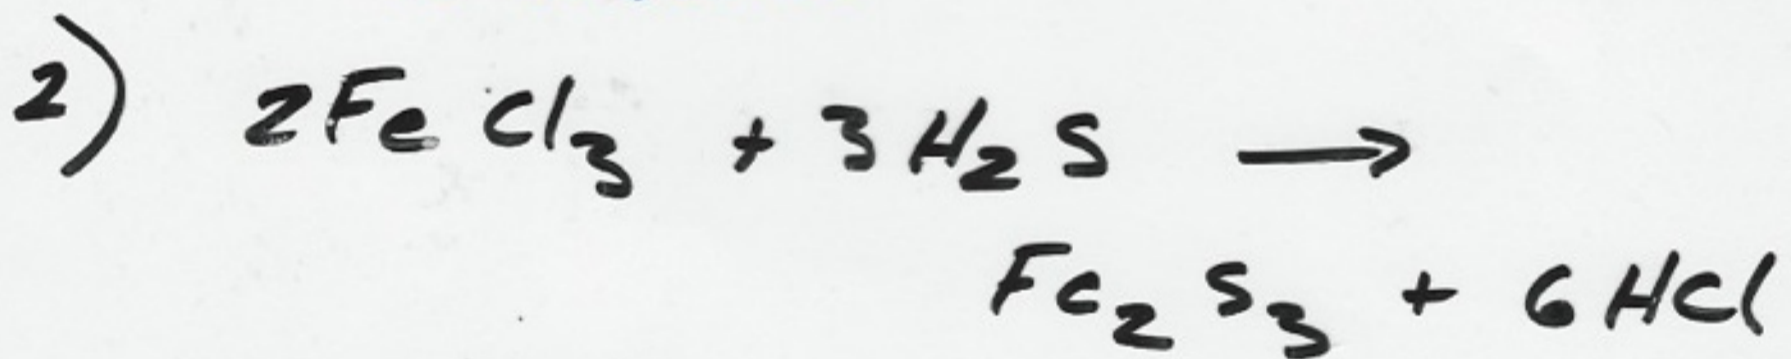 2) 2FeCl₃ + 3H₂S →
Fe₂S₃ + 6HCl